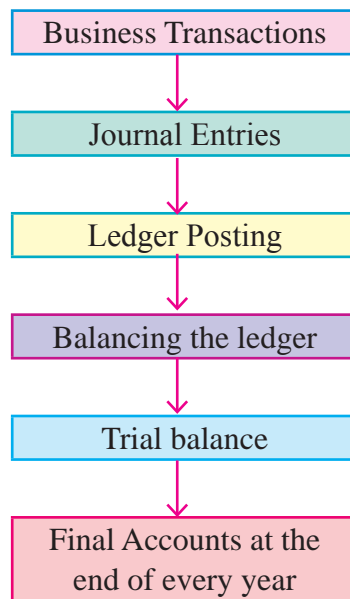 Business Transactions
Journal Entries
Ledger Posting
Balancing the ledger
Trial balance
Final Accounts at the
end of every year